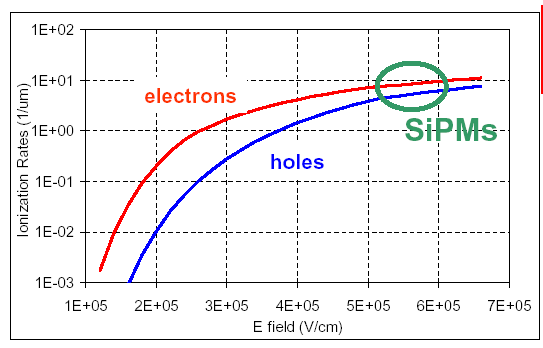 1E+02
1E+01
1E+00
1E-01
1E-02
1E-03
Ionization Rates (1/um)
electrons
holes
SiPMs
1E+05 2E+05 3E+05 4E+05 5E+05 6E+05 7E+05
E field (V/cm)